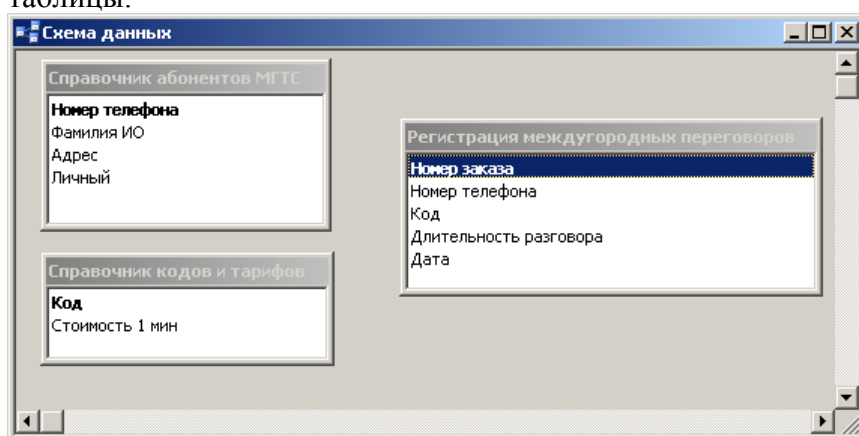 таблицы.
Схема данных
Справочник абонентов МГТС
Номер телефона
Фамилия ИО
Адрес
Личный
Регистрация междугородных переговоров
Номер заказа
Номер телефона
Код
Длительность разговора
Дата
Справочник кодов и тарифов
Код
Стоимость 1 мин